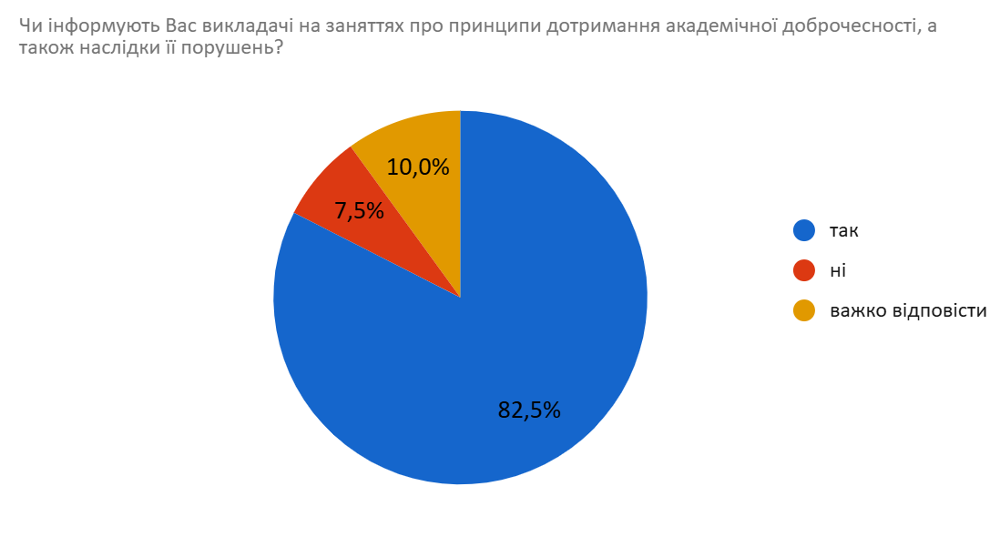 Чи інформують Вас викладачі на заняттях про принципи дотримання академічної доброчесності, а
також наслідки її порушень?
10,0%
7,5%
82,5%
так
ні
важко відповісти